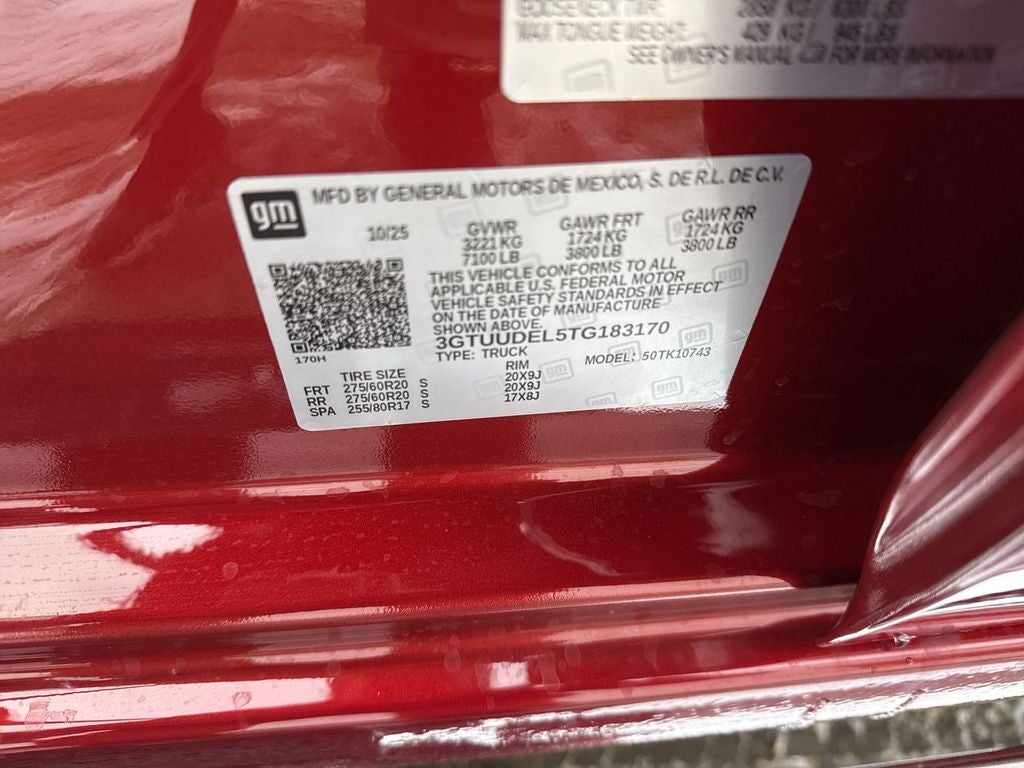 MAX TONGUE WEIGHT: 428 KG
SEE OWNER'S MANUAL FOR MORE INFORMATION
gm
MFD BY GENERAL MOTORS DE MEXICO, S. DE R.L. DE C.V.
10/25 GVWR GAWR FRT GAWR RR
3221 KG 1724 KG 1724 KG
7100 LB 3800 LB 3800 LB
THIS VEHICLE CONFORMS TO ALL
APPLICABLE U.S. FEDERAL MOTOR
VEHICLE SAFETY STANDARDS IN EFFECT
ON THE DATE OF MANUFACTURE
SHOWN ABOVE.
3GTUUDEL5TG183170
170H
TYPE: TRUCK MODEL: 50TK10743
TIRE SIZE RIM
FRT 275/60R20 S 20X9J
RR 275/60R20 S 20X9J
SPA 255/80R17 S 17X8J